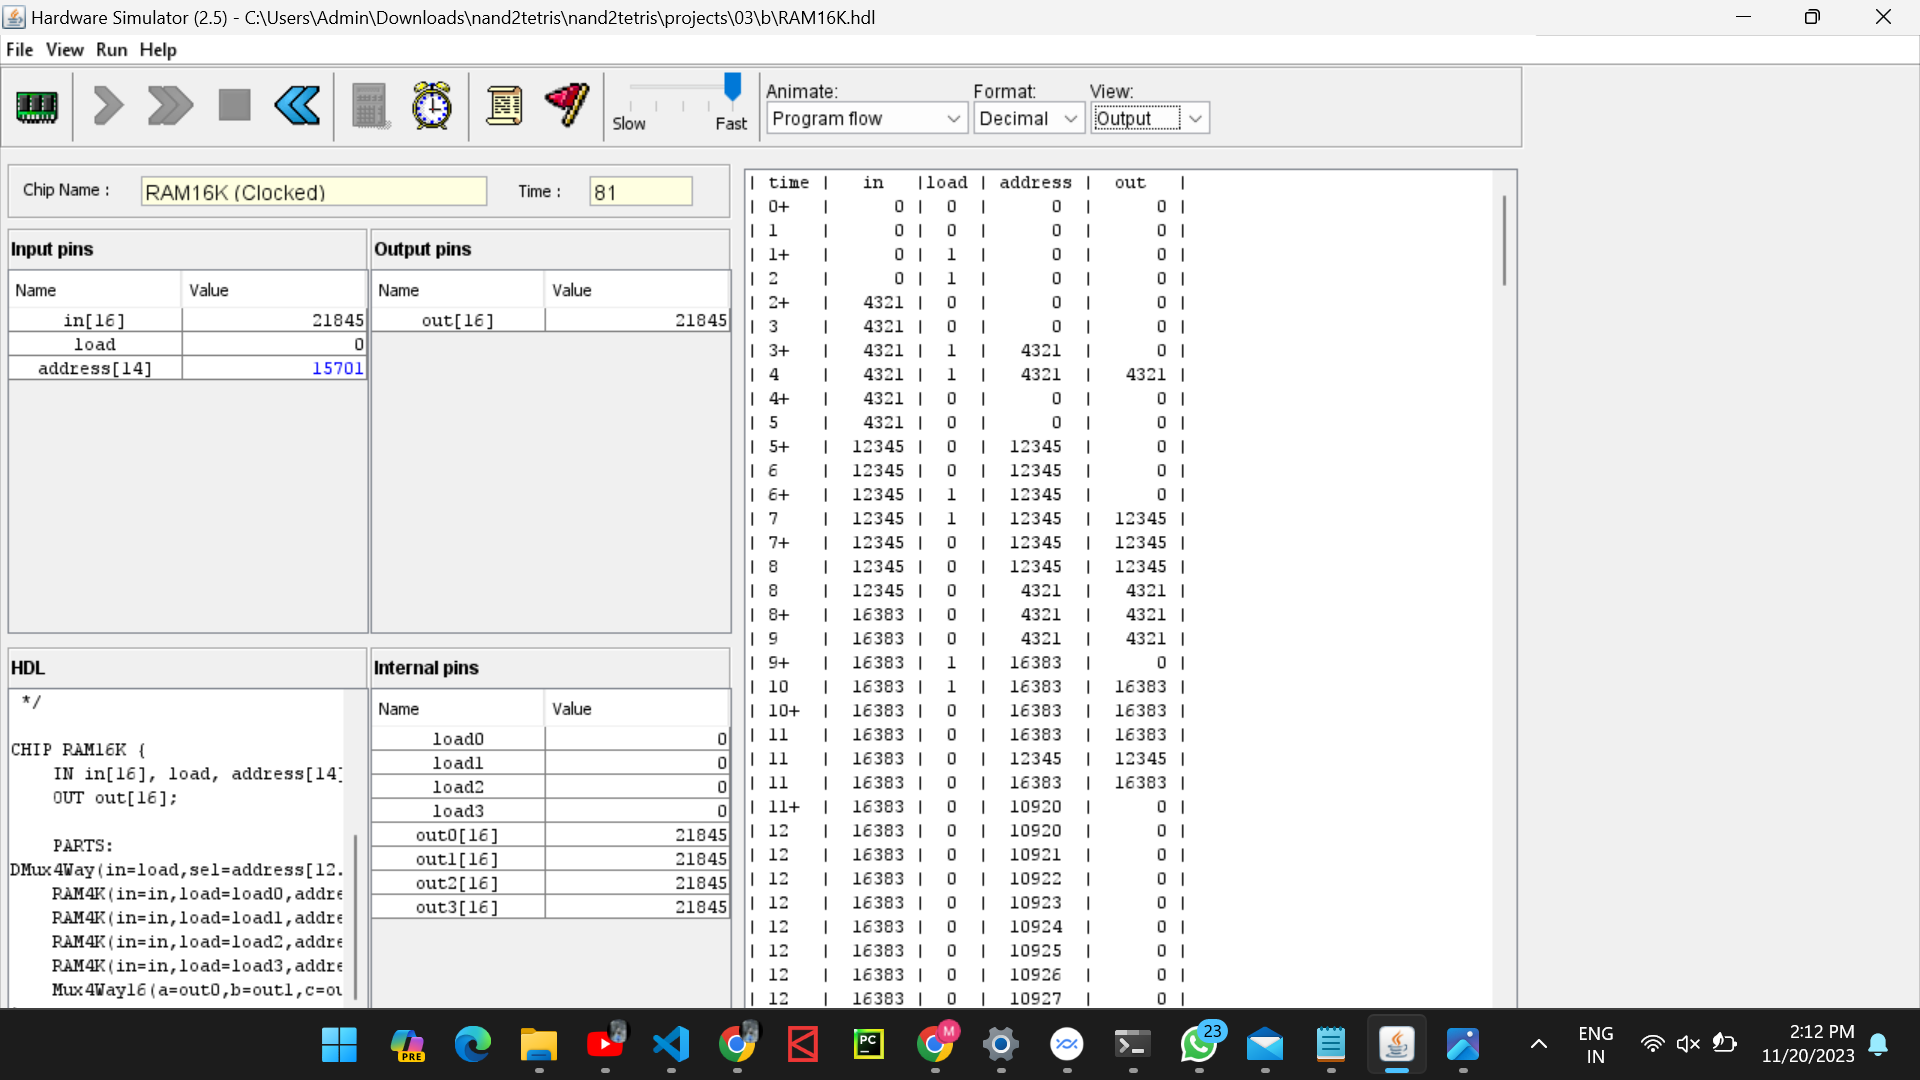 Hardware Simulator (2.5) - C:\Users\Admin\Downloads\nand2tetris\nand2tetris\projects\03\b\RAM16K.hdl
File View Run Help
Slow Fast
Animate: Format: View:
Program flow Decimal Output
Chip Name : RAM16K (Clocked) Time : 81
Input pins
Name Value
in[16] 21845
load 0
address[14] 15701
Output pins
Name Value
out[16] 21845
HDL
*/
CHIP RAM16K {
IN in[16], load, address[14]
OUT out[16];
PARTS:
DMux4Way(in=load,sel=address[12.
RAM4K(in=in,load=load0,addre
RAM4K(in=in,load=load1,addre
RAM4K(in=in,load=load2,addre
RAM4K(in=in,load=load3,addre
Mux4Way16(a=out0,b=out1,c=ou
Internal pins
Name Value
load0 0
load1 0
load2 0
load3 0
out0[16] 21845
out1[16] 21845
out2[16] 21845
out3[16] 21845
| time | in |load | address | out |
| 0+ | 0 | 0 | 0 | 0 |
| 1 | 0 | 0 | 0 | 0 |
| 1+ | 0 | 1 | 0 | 0 |
| 2 | 0 | 1 | 0 | 0 |
| 2+ | 4321 | 0 | 0 | 0 |
| 3 | 4321 | 0 | 0 | 0 |
| 3+ | 4321 | 1 | 4321 | 0 |
| 4 | 4321 | 1 | 4321 | 4321 |
| 4+ | 4321 | 0 | 0 | 0 |
| 5 | 4321 | 0 | 0 | 0 |
| 5+ | 12345 | 0 | 12345 | 0 |
| 6 | 12345 | 0 | 12345 | 0 |
| 6+ | 12345 | 1 | 12345 | 0 |
| 7 | 12345 | 1 | 12345 | 12345 |
| 7+ | 12345 | 0 | 12345 | 12345 |
| 8 | 12345 | 0 | 12345 | 12345 |
| 8 | 12345 | 0 | 4321 | 4321 |
| 8+ | 16383 | 0 | 4321 | 4321 |
| 9 | 16383 | 0 | 4321 | 4321 |
| 9+ | 16383 | 1 | 16383 | 0 |
| 10 | 16383 | 1 | 16383 | 16383 |
| 10+ | 16383 | 0 | 16383 | 16383 |
| 11 | 16383 | 0 | 16383 | 16383 |
| 11 | 16383 | 0 | 12345 | 12345 |
| 11 | 16383 | 0 | 16383 | 16383 |
| 11+ | 16383 | 0 | 10920 | 0 |
| 12 | 16383 | 0 | 10920 | 0 |
| 12 | 16383 | 0 | 10921 | 0 |
| 12 | 16383 | 0 | 10922 | 0 |
| 12 | 16383 | 0 | 10923 | 0 |
| 12 | 16383 | 0 | 10924 | 0 |
| 12 | 16383 | 0 | 10925 | 0 |
| 12 | 16383 | 0 | 10926 | 0 |
| 12 | 16383 | 0 | 10927 | 0 |
PRE
PC
M
23
ENG
IN
2:12 PM
11/20/2023